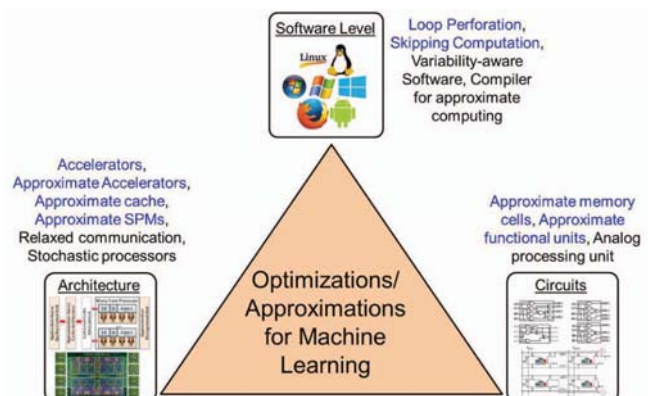 Software Level
Linux
Loop Perforation,
Skipping Computation,
Variability-aware
Software, Compiler
for approximate
computing
Accelerators,
Approximate Accelerators,
Approximate cache,
Approximate SPMs,
Relaxed communication,
Stochastic processors
Architecture
Approximate memory
cells, Approximate
functional units, Analog
processing unit
Circuits
Optimizations/
Approximations
for Machine
Learning